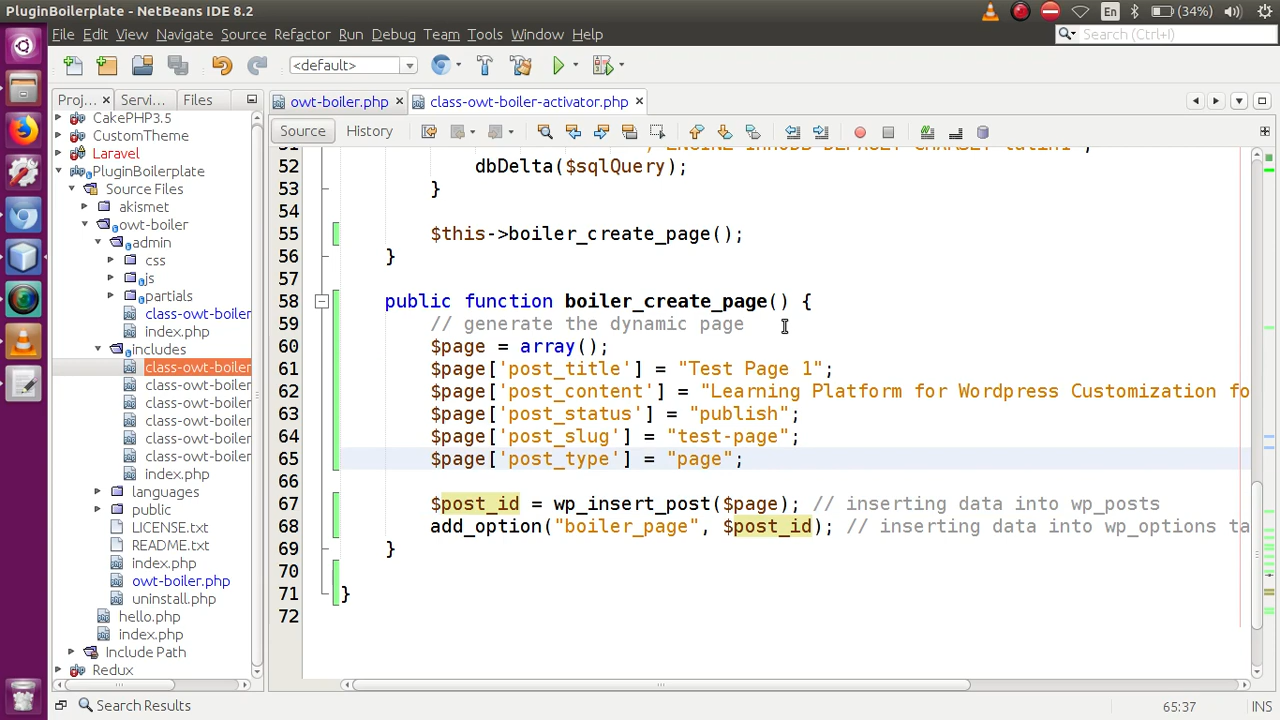 PluginBoilerplate - NetBeans IDE 8.2
En
(34%)
File Edit View Navigate Source Refactor Run Debug Team Tools Window Help
Search (Ctrl+I)
<default>
Proj... Servi... Files
owt-boiler.php
class-owt-boiler-activator.php
Source History
CakePHP3.5
CustomTheme
Laravel
PluginBoilerplate
Source Files
akismet
owt-boiler
admin
css
js
partials
class-owt-boiler
index.php
includes
class-owt-boiler
class-owt-boiler
class-owt-boiler
class-owt-boiler
class-owt-boiler
class-owt-boiler
index.php
languages
public
LICENSE.txt
README.txt
index.php
owt-boiler.php
uninstall.php
hello.php
index.php
Include Path
Redux
52 dbDelta($sqlQuery);
53 }
54
55 $this->boiler_create_page();
56 }
57
58 public function boiler_create_page() {
59 // generate the dynamic page
60 $page = array();
61 $page['post_title'] = "Test Page 1";
62 $page['post_content'] = "Learning Platform for Wordpress Customization fo
63 $page['post_status'] = "publish";
64 $page['post_slug'] = "test-page";
65 $page['post_type'] = "page";
66
67 $post_id = wp_insert_post($page); // inserting data into wp_posts
68 add_option("boiler_page", $post_id); // inserting data into wp_options ta
69 }
70
71 }
72
Search Results
65:37 INS